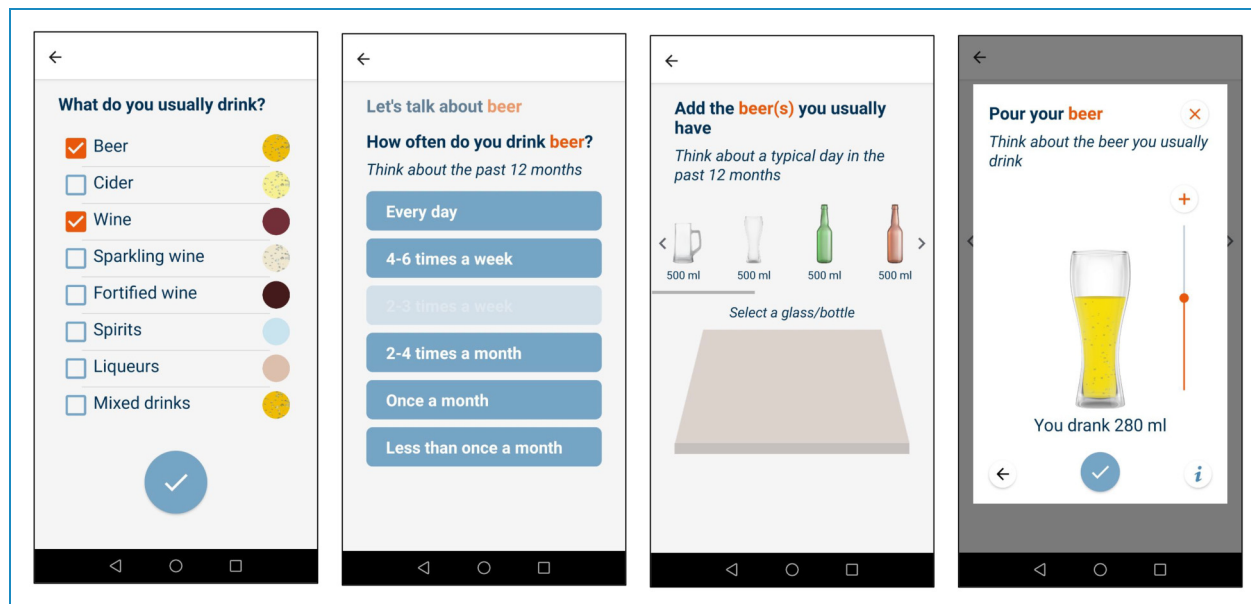 What do you usually drink?
Beer
Cider
Wine
Sparkling wine
Fortified wine
Spirits
Liqueurs
Mixed drinks
Let's talk about beer
How often do you drink beer?
Think about the past 12 months
Every day
4-6 times a week
2-3 times a week
2-4 times a month
Once a month
Less than once a month
Add the beer(s) you usually
have
Think about a typical day in the
past 12 months
500 ml 500 ml 500 ml 500 ml
Select a glass/bottle
Pour your beer
Think about the beer you usually
drink
You drank 280 ml
i